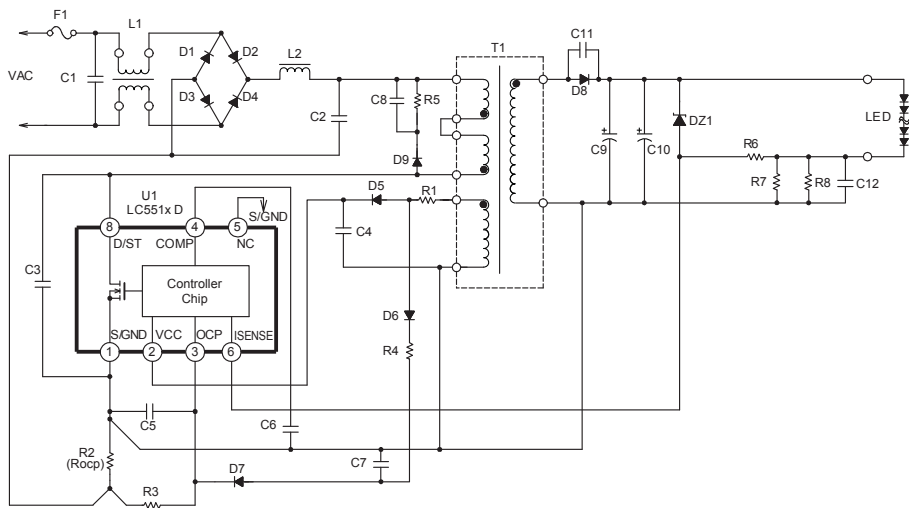 F1
L1
VAC
C1
D1
D2
D3
D4
L2
C2
C8
R5
D9
T1
C11
D8
C9
C10
DZ1
LED
R6
R7
R8
C12
U1
LC551x D
S/GND
8
4
5
D/ST
COMP
NC
C3
Controller
Chip
S/GND
VCC
OCP
ISENSE
1
2
3
6
D5
R1
C4
D6
R4
C5
C6
C7
R2
(Rocp)
R3
D7
+
+